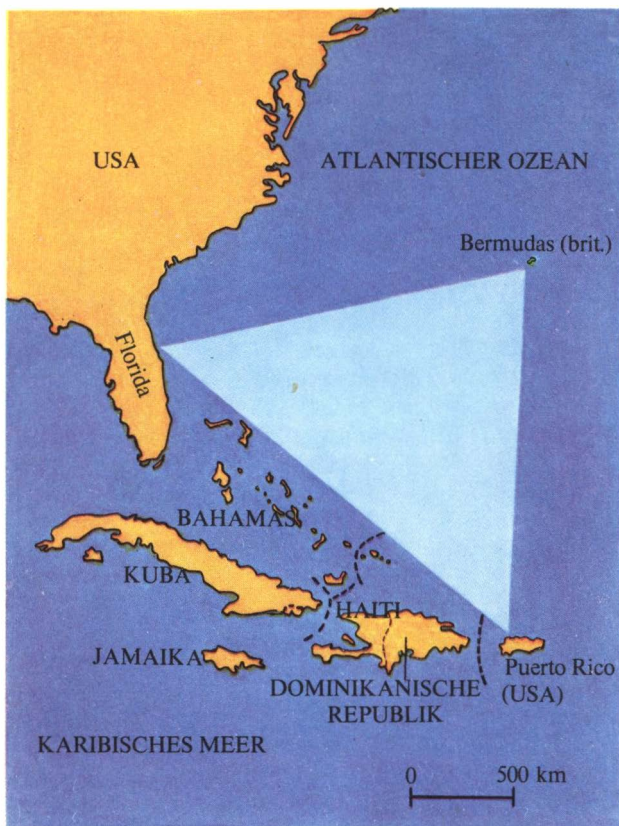 USA
ATLANTISCHER OZEAN
Bermudas (brit.)
Florida
BAHAMAS
KUBA
HAITI
JAMAIKA
Puerto Rico
(USA)
DOMINIKANISCHE
REPUBLIK
KARIBISCHES MEER
0 500 km